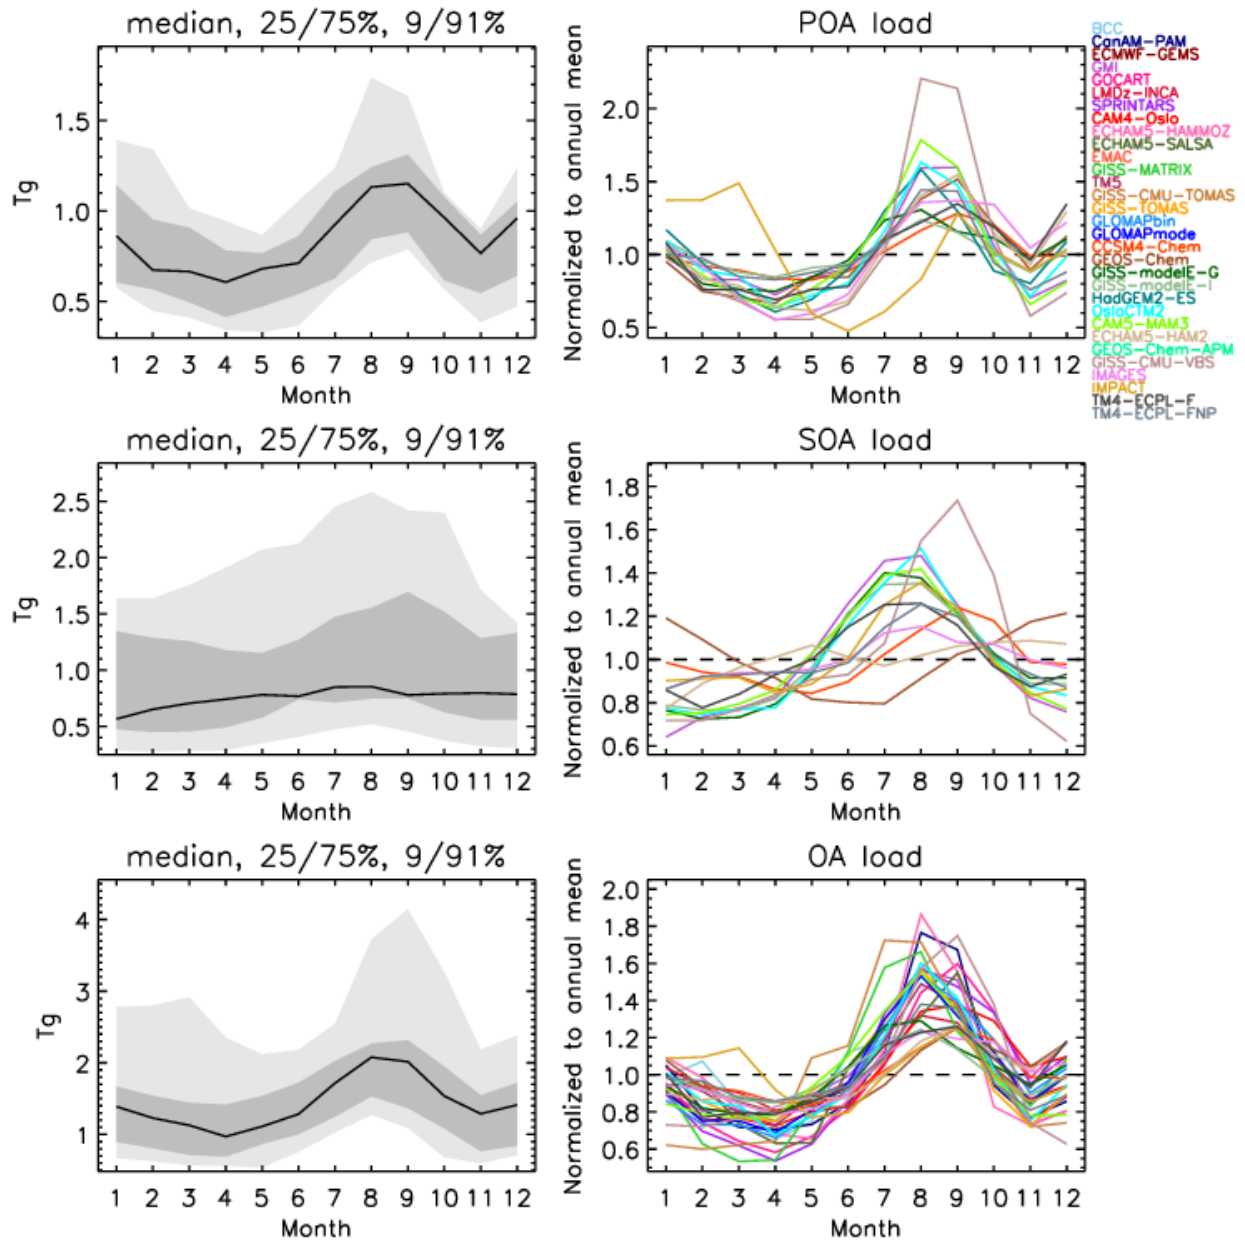 median, 25/75%, 9/91%
Tg
1.5
1.0
0.5
1 2 3 4 5 6 7 8 9 10 11 12
Month
POA load
Normalized to annual mean
2.0
1.5
1.0
0.5
1 2 3 4 5 6 7 8 9 10 11 12
Month
BCC
CanAM-PAM
ECMWF-GEMS
GMI
GOCART
LMDz-INCA
SPRINTARS
CAM4-Oslo
ECHAM5-HAMMOZ
ECHAM5-SALSA
EMAC
GISS-MATRIX
TM5
GISS-CMU-TOMAS
GISS-TOMAS
GLOMAPbin
GLOMAPmode
CCSM4-Chem
GEOS-Chem
GISS-modelE-G
GISS-modelE-I
HadGEM2-ES
OsloCTM2
CAM5-MAM3
ECHAM5-HAM2
GEOS-Chem-APM
GISS-CMU-VBS
IMAGES
IMPACT
TM4-ECPL-F
TM4-ECPL-FNP
median, 25/75%, 9/91%
Tg
2.5
2.0
1.5
1.0
0.5
1 2 3 4 5 6 7 8 9 10 11 12
Month
SOA load
Normalized to annual mean
1.8
1.6
1.4
1.2
1.0
0.8
0.6
1 2 3 4 5 6 7 8 9 10 11 12
Month
median, 25/75%, 9/91%
Tg
4
3
2
1
1 2 3 4 5 6 7 8 9 10 11 12
Month
OA load
Normalized to annual mean
2.0
1.8
1.6
1.4
1.2
1.0
0.8
0.6
1 2 3 4 5 6 7 8 9 10 11 12
Month